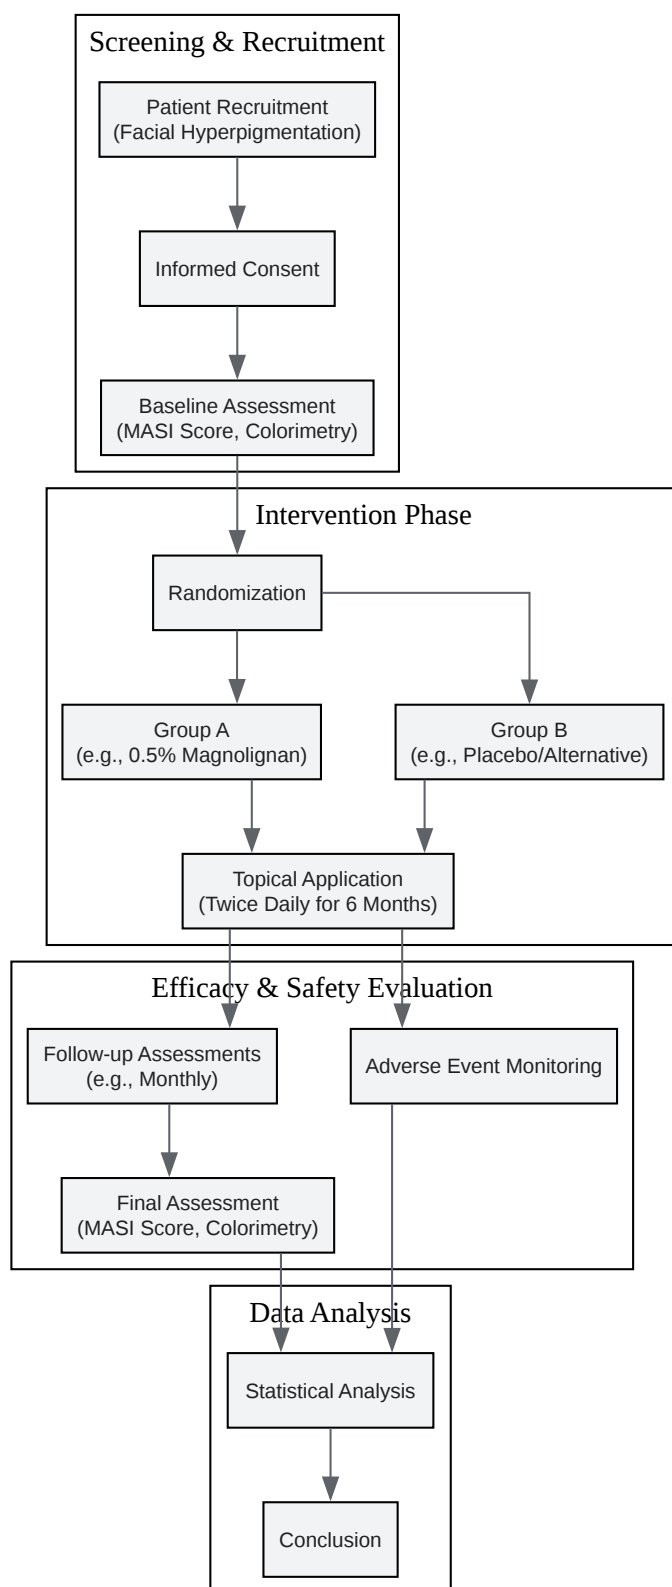 Screening & Recruitment
Patient Recruitment
(Facial Hyperpigmentation)
Informed Consent
Baseline Assessment
(MASI Score, Colorimetry)
Intervention Phase
Randomization
Group A
(e.g., 0.5% Magnolignan)
Group B
(e.g., Placebo/Alternative)
Topical Application
(Twice Daily for 6 Months)
Efficacy & Safety Evaluation
Follow-up Assessments
(e.g., Monthly)
Adverse Event Monitoring
Final Assessment
(MASI Score, Colorimetry)
Data Analysis
Statistical Analysis
Conclusion